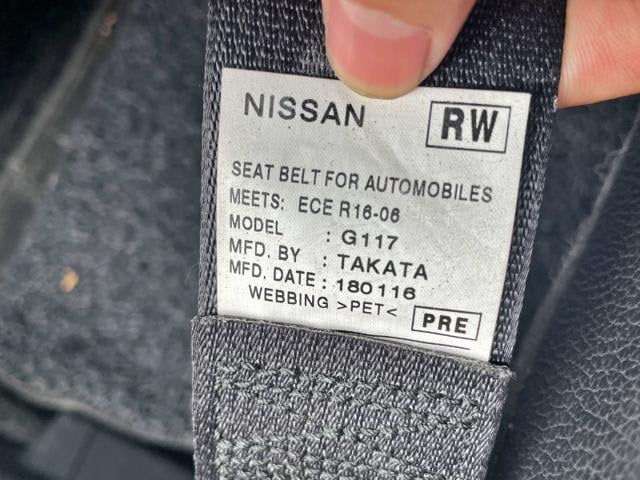 NISSAN RW
SEAT BELT FOR AUTOMOBILES
MEETS: ECE R16-06
MODEL : G117
MFD. BY : TAKATA
MFD. DATE : 180116
WEBBING >PET< PRE